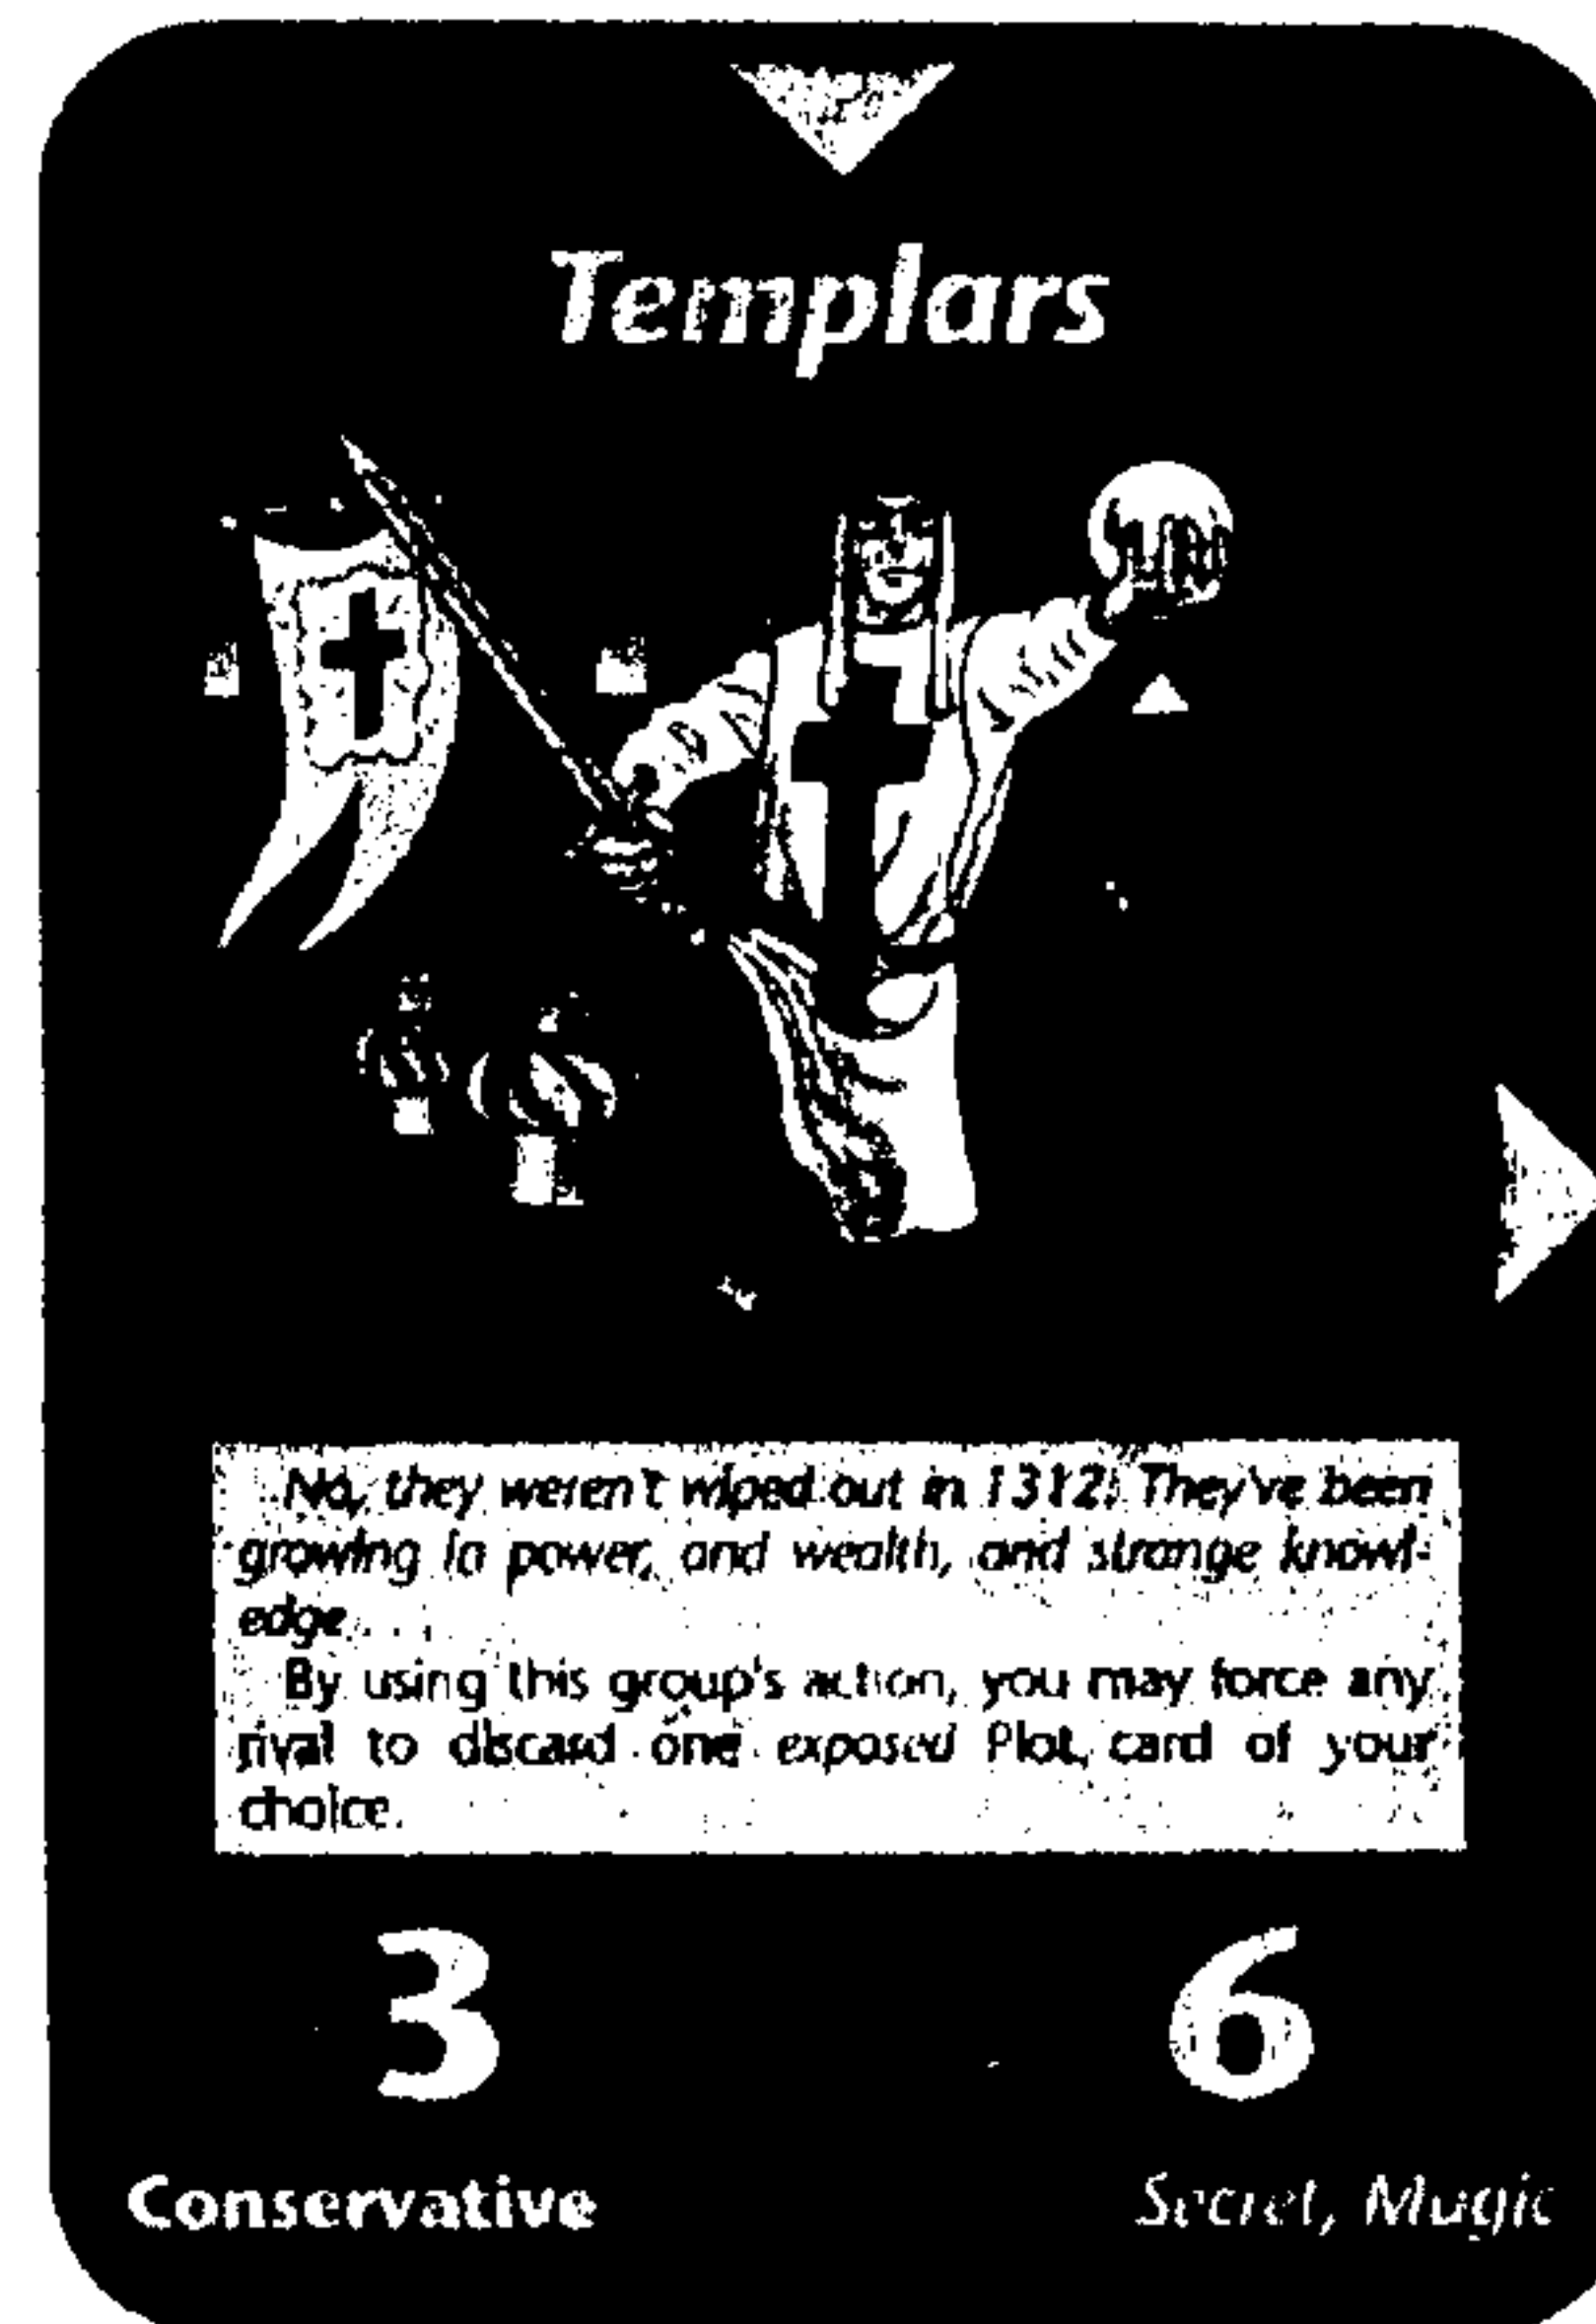 Templars
No, they weren't wiped out in 1312! They've been
growing in power, and wealth, and strange knowl-
edge . . .
By using this group's action, you may force any
rival to discard one exposed Plot card of your
choice.
3 6
Conservative Secret, Magic